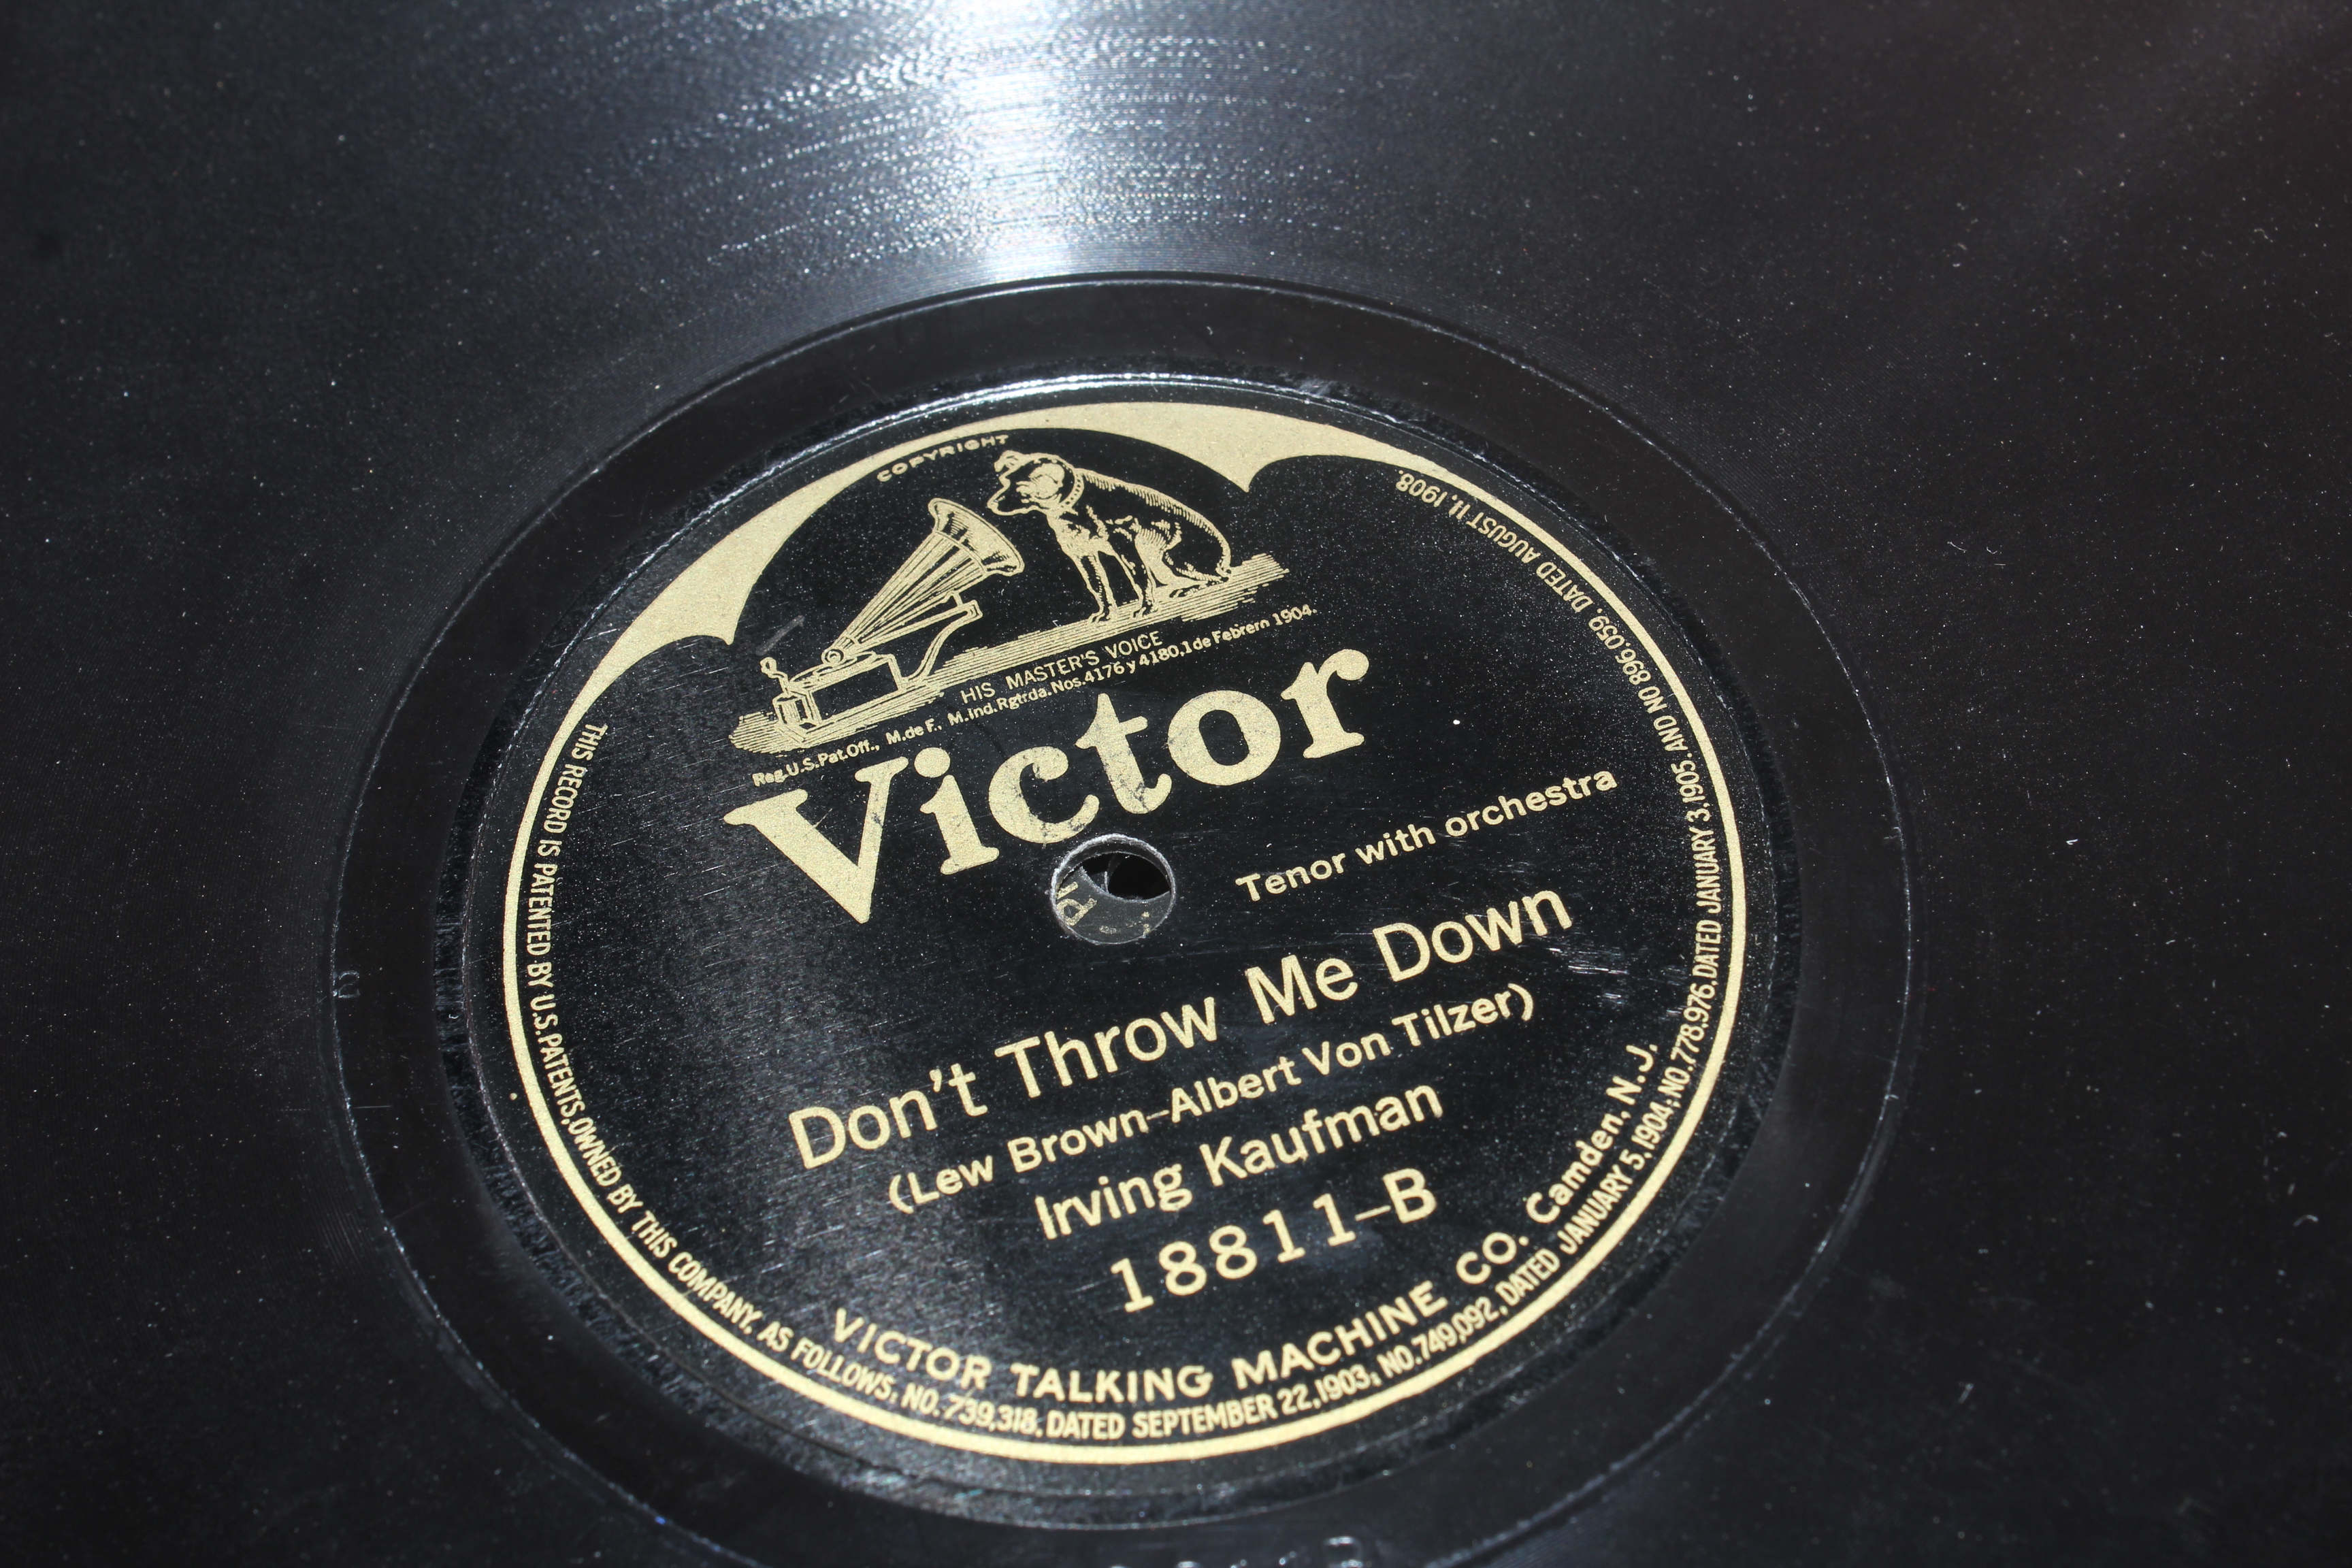 COPYRIGHT
HIS MASTER'S VOICE
Reg.U.S.Pat.Off., M.de F., M.Ind.Rgtrda.Nos.4176 y 4180,1 de Febrero 1904.
Victor
Tenor with orchestra
Don't Throw Me Down
(Lew Brown-Albert Von Tilzer)
Irving Kaufman
18811-B
VICTOR TALKING MACHINE CO. Camden, N.J.
THIS RECORD IS PATENTED BY U.S.PATENTS, OWNED BY THIS COMPANY, AS FOLLOWS; NO. 739,318, DATED SEPTEMBER 22,1903; NO.749,092, DATED JANUARY 5,1904; NO.778,976, DATED JANUARY 3,1905, AND NO 896,059, DATED AUGUST 11, 1908.